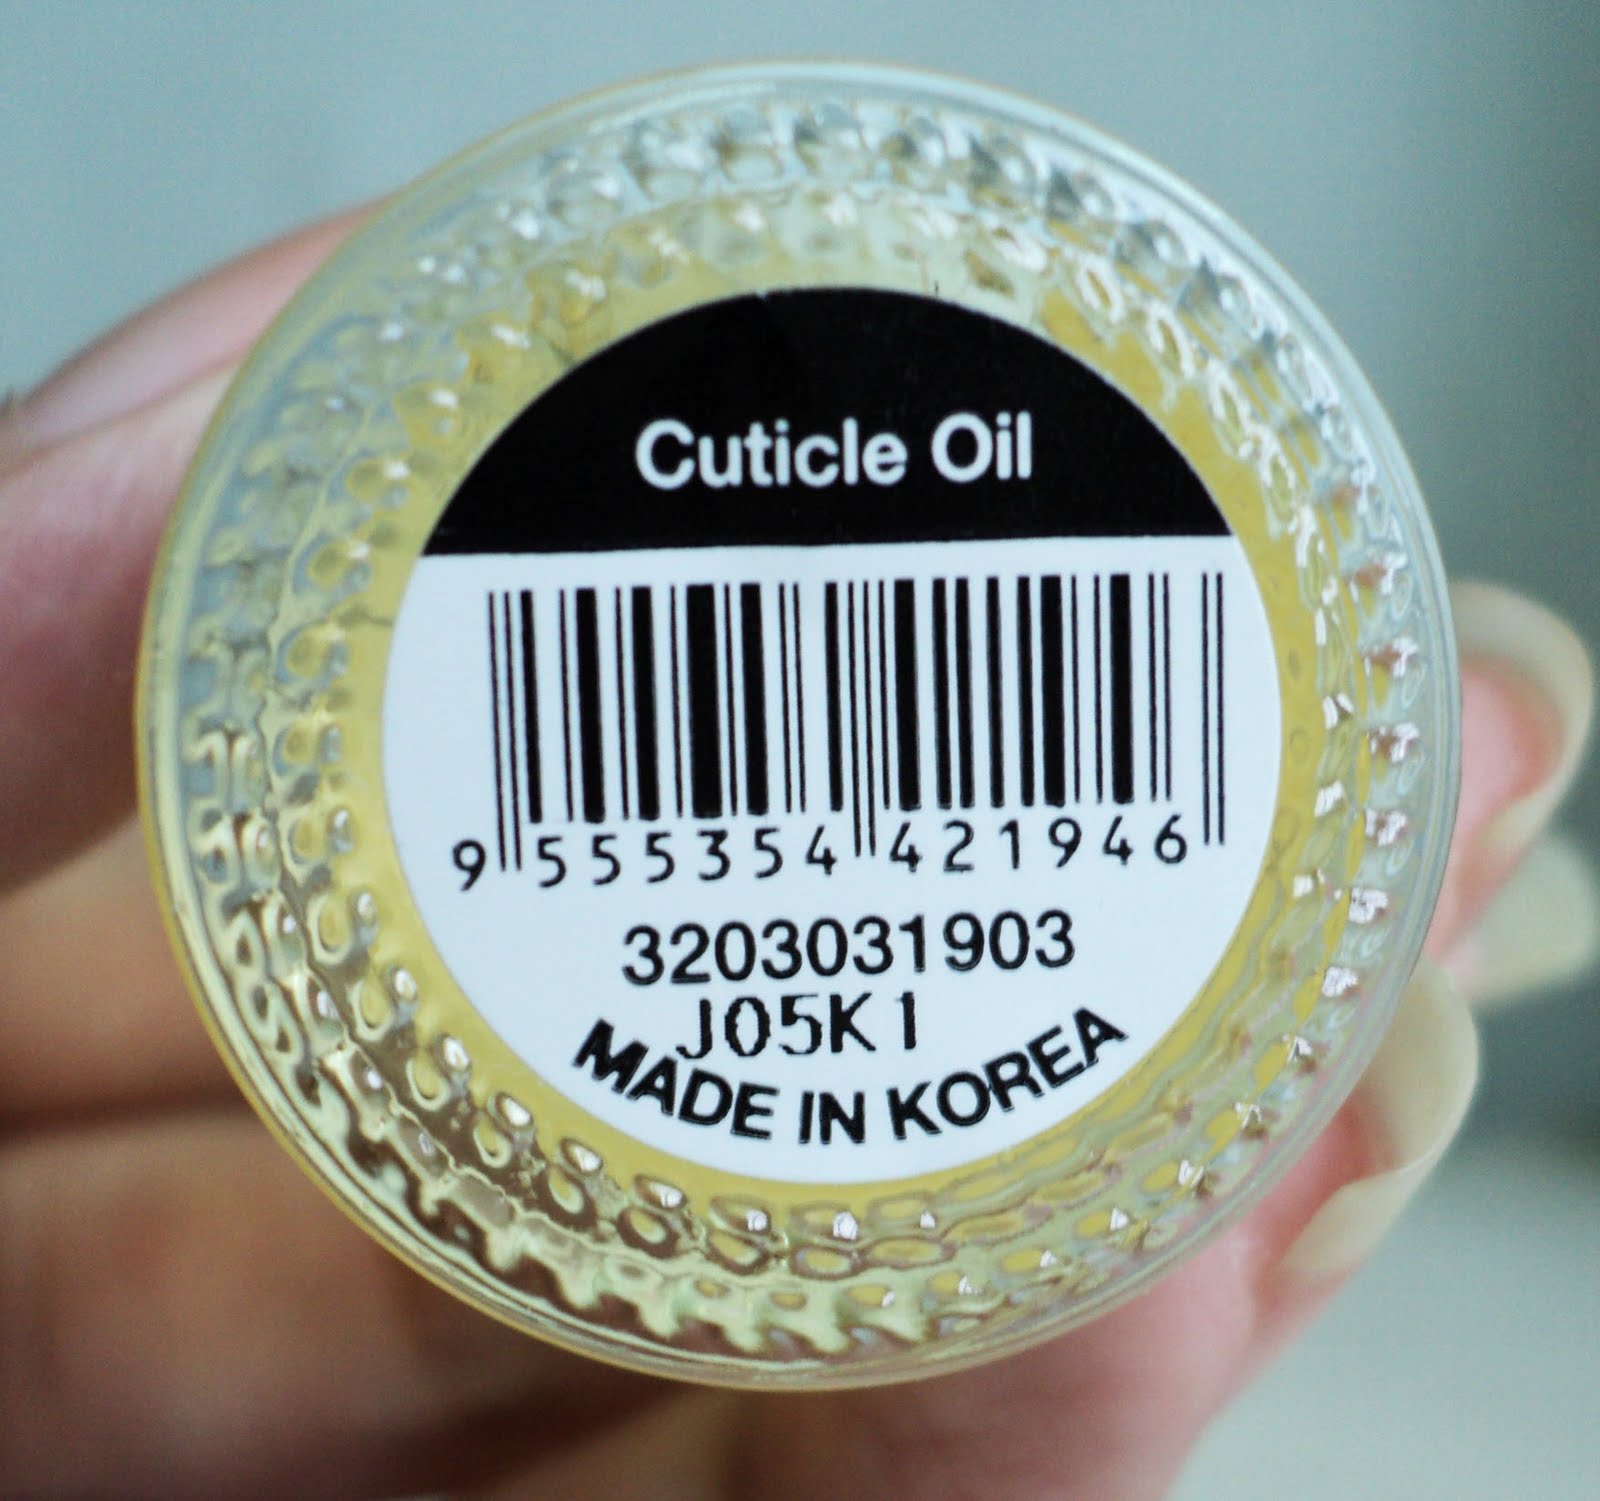 Cuticle Oil
9 555354 421946
3203031903
J05K1
MADE IN KOREA